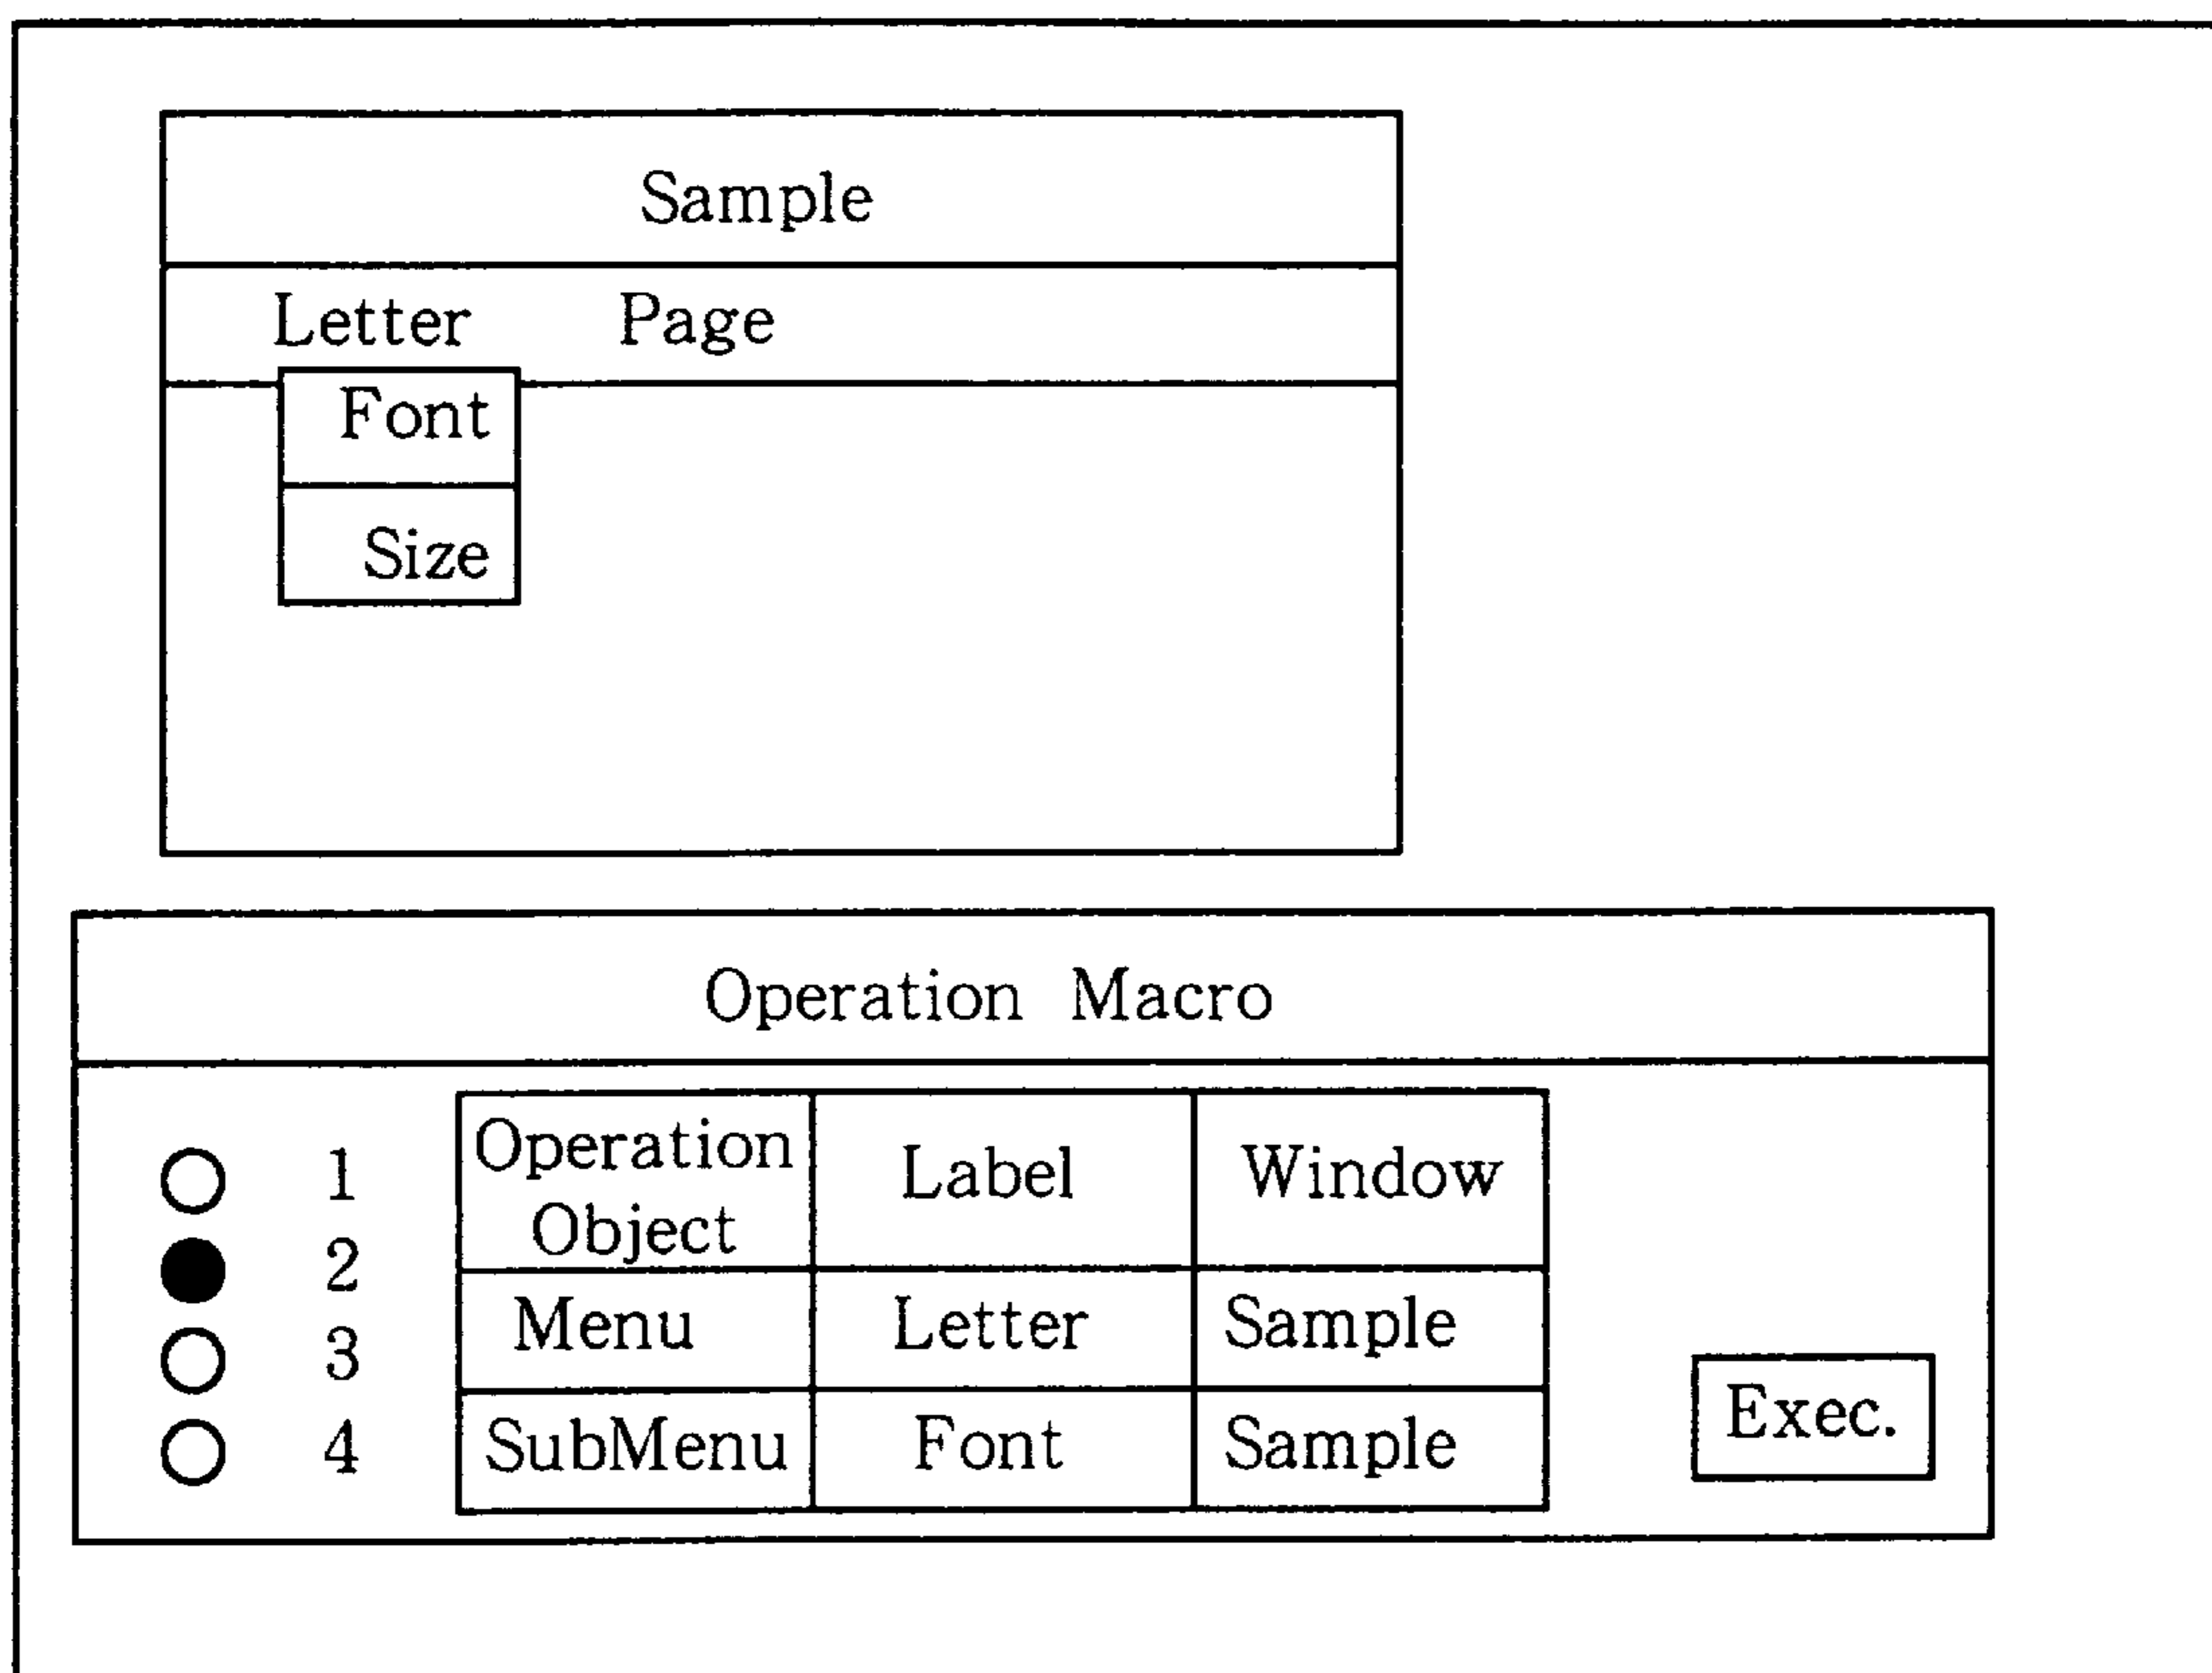 Sample
Letter Page
Font
Size
Operation Macro
1
2
3
4
Operation Object Label Window
Menu Letter Sample
SubMenu Font Sample
Exec.